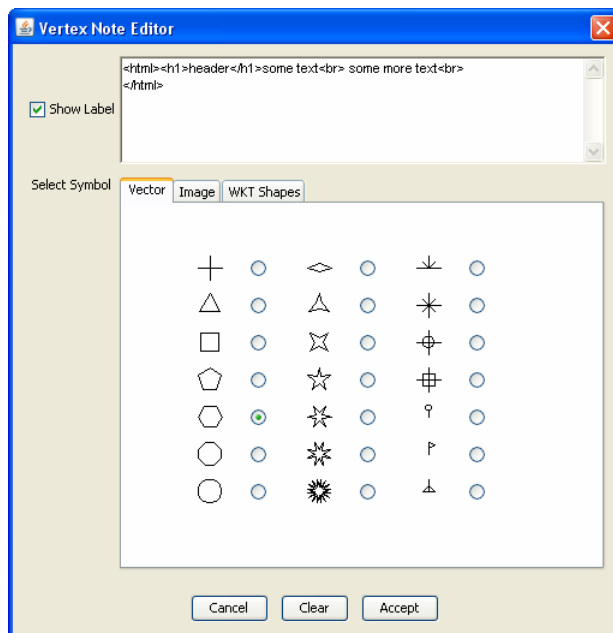 Vertex Note Editor
<html><h1>header</h1>some text<br> some more text<br>
</html>
Show Label
Select Symbol
Vector
Image
WKT Shapes
Cancel
Clear
Accept